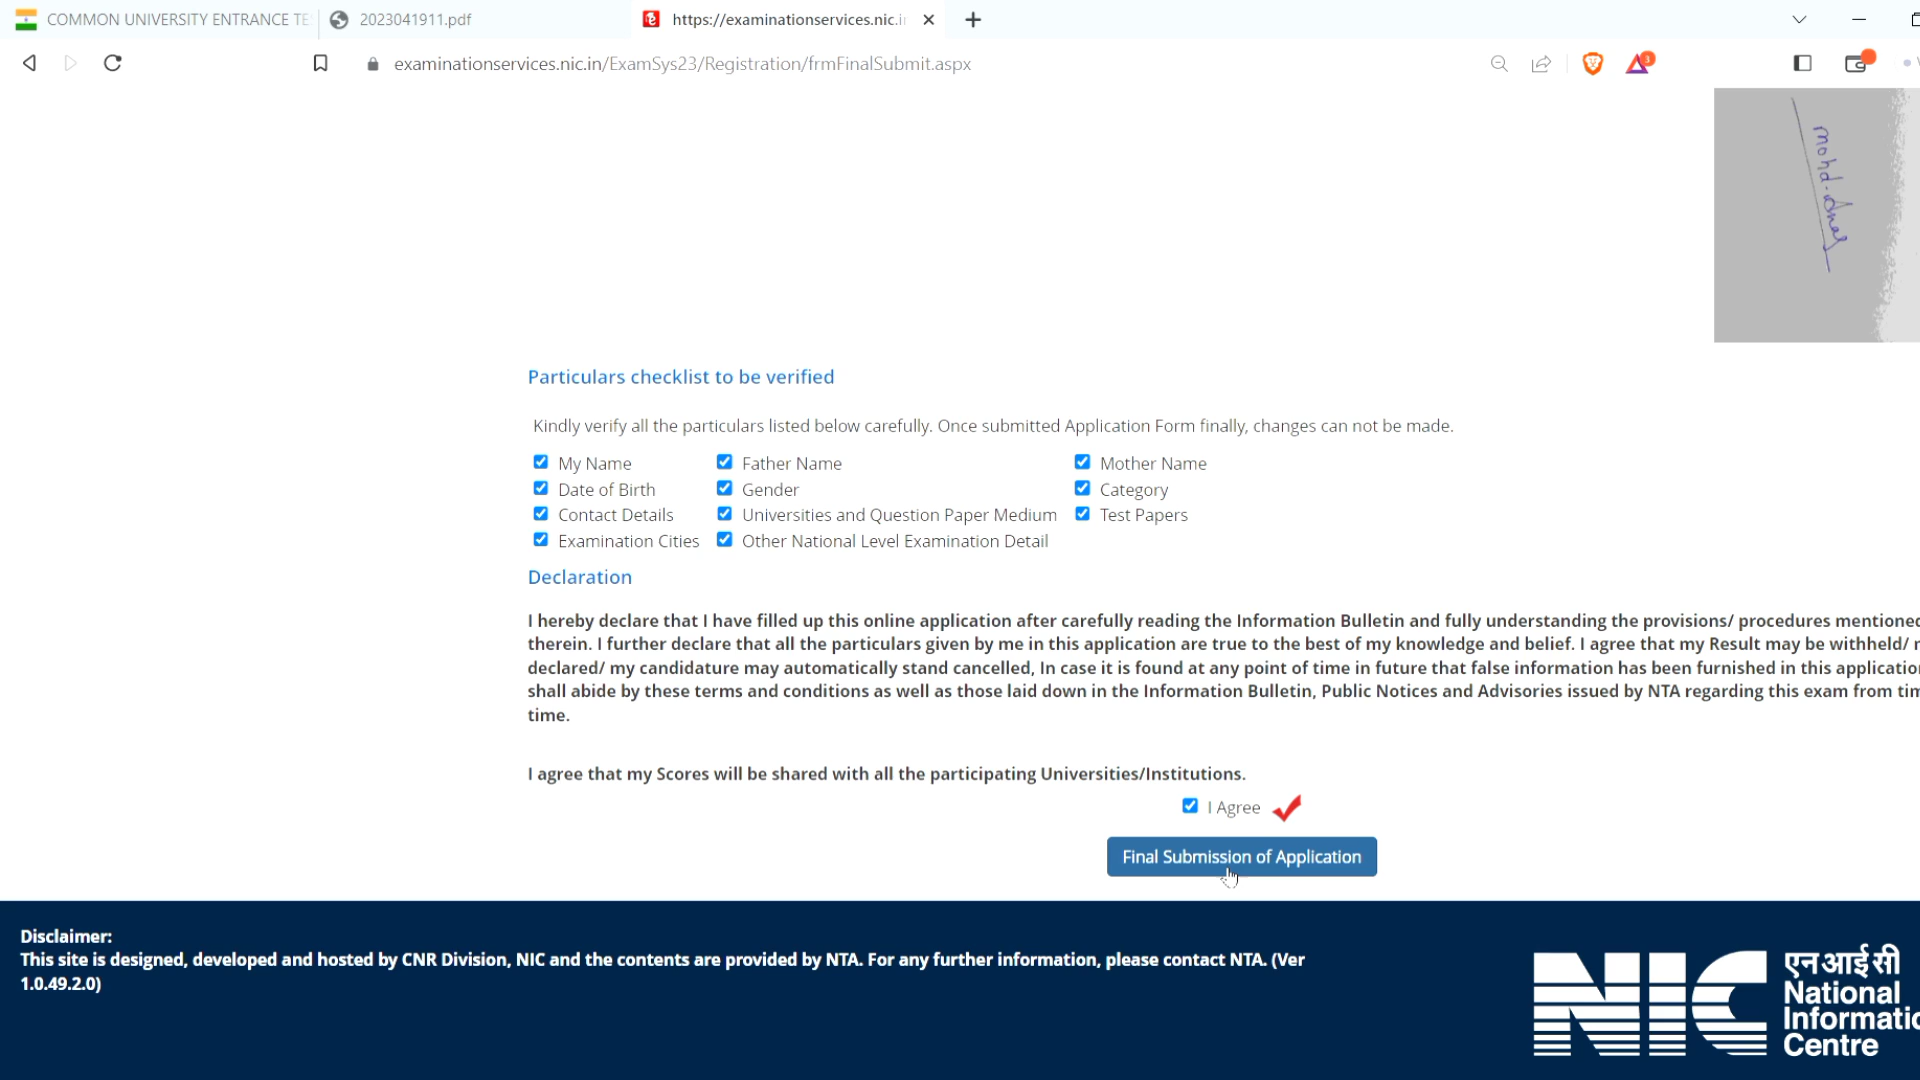 COMMON UNIVERSITY ENTRANCE TE
2023041911.pdf
https://examinationservices.nic.i
examinationservices.nic.in/ExamSys23/Registration/frmFinalSubmit.aspx
3
mohd.
Particulars checklist to be verified
Kindly verify all the particulars listed below carefully. Once submitted Application Form finally, changes can not be made.
My Name Father Name Mother Name
Date of Birth Gender Category
Contact Details Universities and Question Paper Medium Test Papers
Examination Cities Other National Level Examination Detail
Declaration
I hereby declare that I have filled up this online application after carefully reading the Information Bulletin and fully understanding the provisions/ procedures mentioned
therein. I further declare that all the particulars given by me in this application are true to the best of my knowledge and belief. I agree that my Result may be withheld/
declared/ my candidature may automatically stand cancelled, In case it is found at any point of time in future that false information has been furnished in this applicatio
shall abide by these terms and conditions as well as those laid down in the Information Bulletin, Public Notices and Advisories issued by NTA regarding this exam from tim
time.
I agree that my Scores will be shared with all the participating Universities/Institutions.
I Agree
Final Submission of Application
Disclaimer:
This site is designed, developed and hosted by CNR Division, NIC and the contents are provided by NTA. For any further information, please contact NTA. (Ver
1.0.49.2.0)
NIC
एनआईसी
National
Informatic
Centre